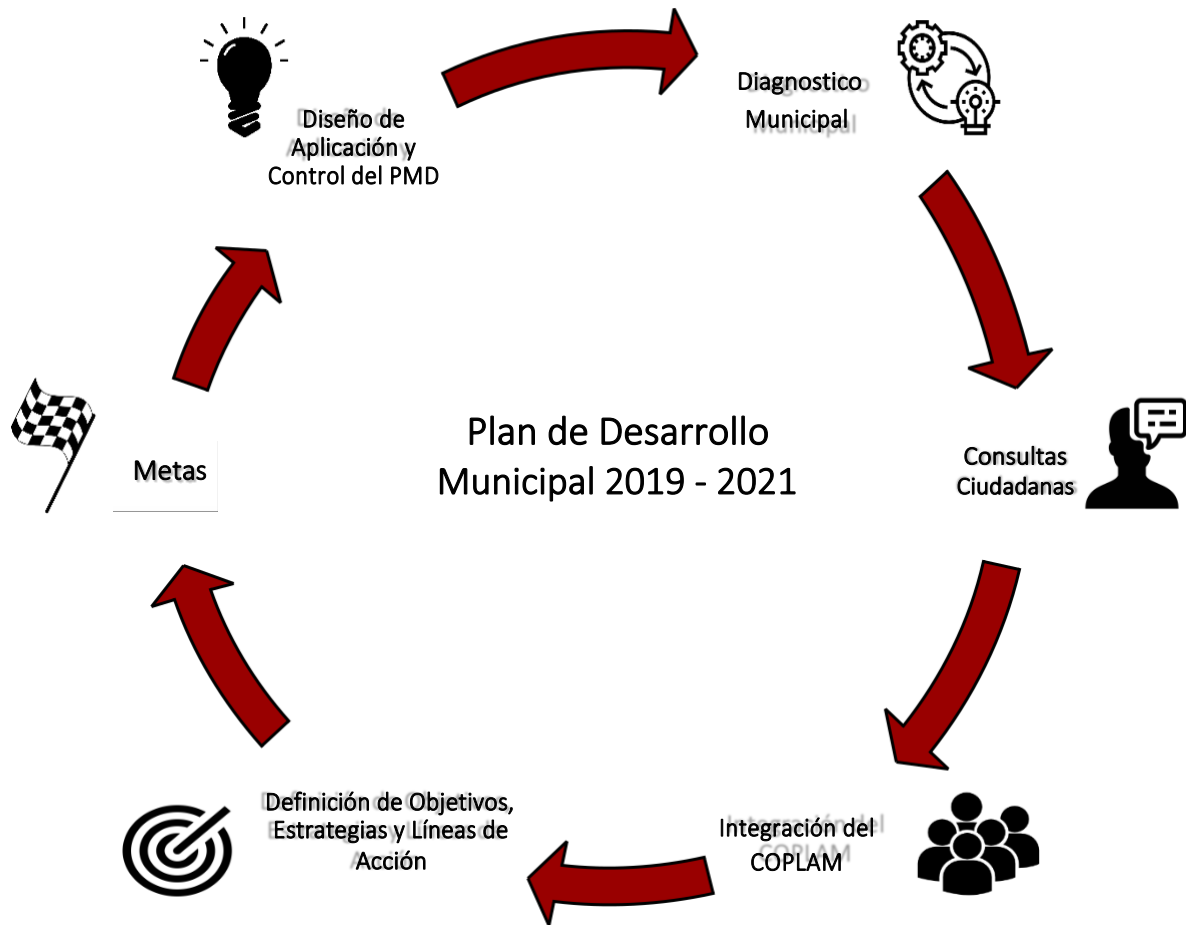 Diseño de
Aplicación y
Control del PMD
Diagnostico
Municipal
Metas
Plan de Desarrollo
Municipal 2019 - 2021
Consultas
Ciudadanas
Definición de Objetivos,
Estrategias y Líneas de
Acción
Integración del
COPLAM